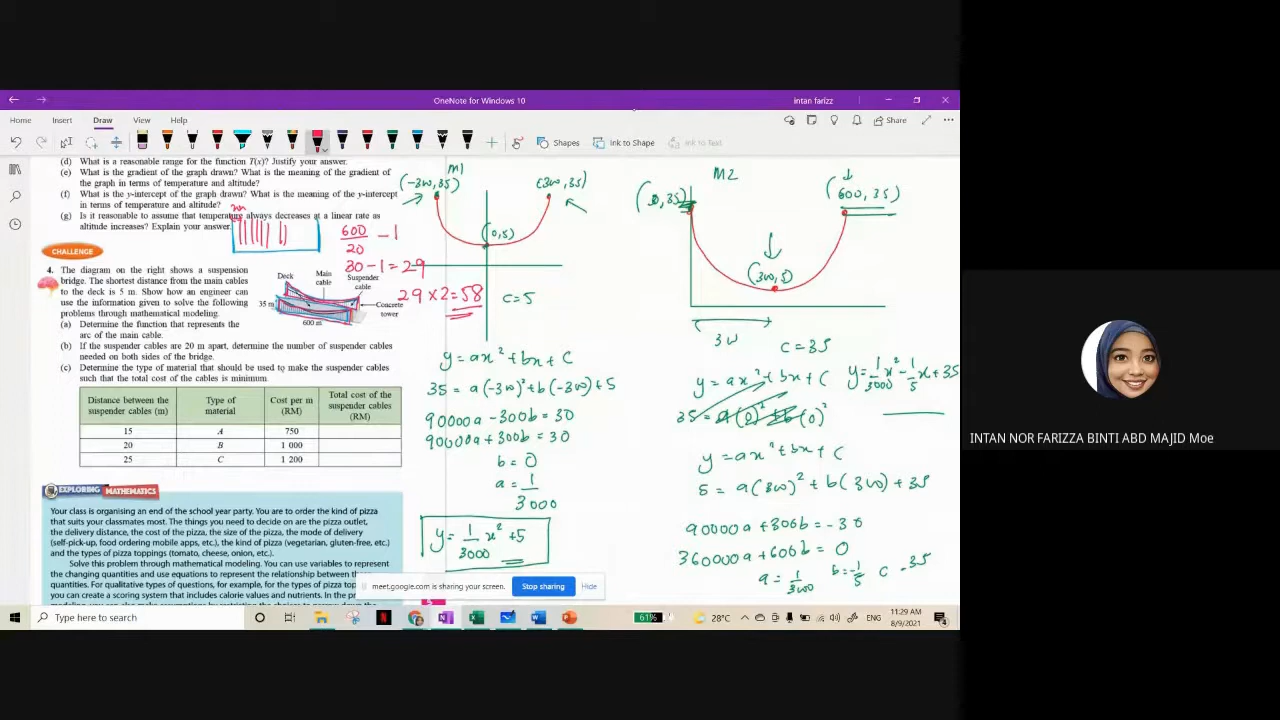 OneNote for Windows 10
intan farizz
Home Insert Draw View Help
Share
Shapes Ink to Shape Ink to Text
(d) What is a reasonable range for the function T(x)? Justify your answer.
(e) What is the gradient of the graph drawn? What is the meaning of the gradient of
the graph in terms of temperature and altitude?
(f) What is the y-intercept of the graph drawn? What is the meaning of the y-intercept
in terms of temperature and altitude?
(g) Is it reasonable to assume that temperature always decreases at a linear rate as
altitude increases? Explain your answer.
600/20 - 1
30 - 1 = 29
29 × 2 = 58
CHALLENGE
4. The diagram on the right shows a suspension
bridge. The shortest distance from the main cables
to the deck is 5 m. Show how an engineer can
use the information given to solve the following
problems through mathematical modeling.
(a) Determine the function that represents the
arc of the main cable.
Deck Main cable Suspender cable
35 m
Concrete tower
600 m
(b) If the suspender cables are 20 m apart, determine the number of suspender cables
needed on both sides of the bridge.
(c) Determine the type of material that should be used to make the suspender cables
such that the total cost of the cables is minimum.
Distance between the suspender cables (m) Type of material Cost per m (RM) Total cost of the suspender cables (RM)
15 A 750
20 B 1 000
25 C 1 200
EXPLORING MATHEMATICS
Your class is organising an end of the school year party. You are to order the kind of pizza
that suits your classmates most. The things you need to decide on are the pizza outlet,
the delivery distance, the cost of the pizza, the size of the pizza, the mode of delivery
(self-pick-up, food ordering mobile apps, etc.), the kind of pizza (vegetarian, gluten-free, etc.)
and the types of pizza toppings (tomato, cheese, onion, etc.).
Solve this problem mathematically. You can use variables to represent
the changing quantities and use equations to represent the relationship between
quantities. For qualitative types of questions, for example, for the types of pizza
you can create a scoring system that includes calorie values and nutrients. In the
M1
(-300, 35) (300, 35)
(0, 5)
c = 5
y = ax² + bx + c
35 = a(-300)² + b(-300) + 5
90000a - 300b = 30
90000a + 300b = 30
b = 0
a = 1/3000
y = 1/3000 x² + 5
M2
(0, 35) (600, 35)
(300, 5)
300
c = 35
y = ax² + bx + c
35 = a(0)² + b(0)²
y = 1/3000 x² - 1/5 x + 35
y = ax² + bx + c
5 = a(300)² + b(300) + 35
90000a + 300b = -30
360000a + 600b = 0
a = 1/300 b = -1/5 c - 35
meet.google.com is sharing your screen. Stop sharing Hide
Type here to search
61% 28°C ENG
11:29 AM
8/9/2021
INTAN NOR FARIZZA BINTI ABD MAJID Moe